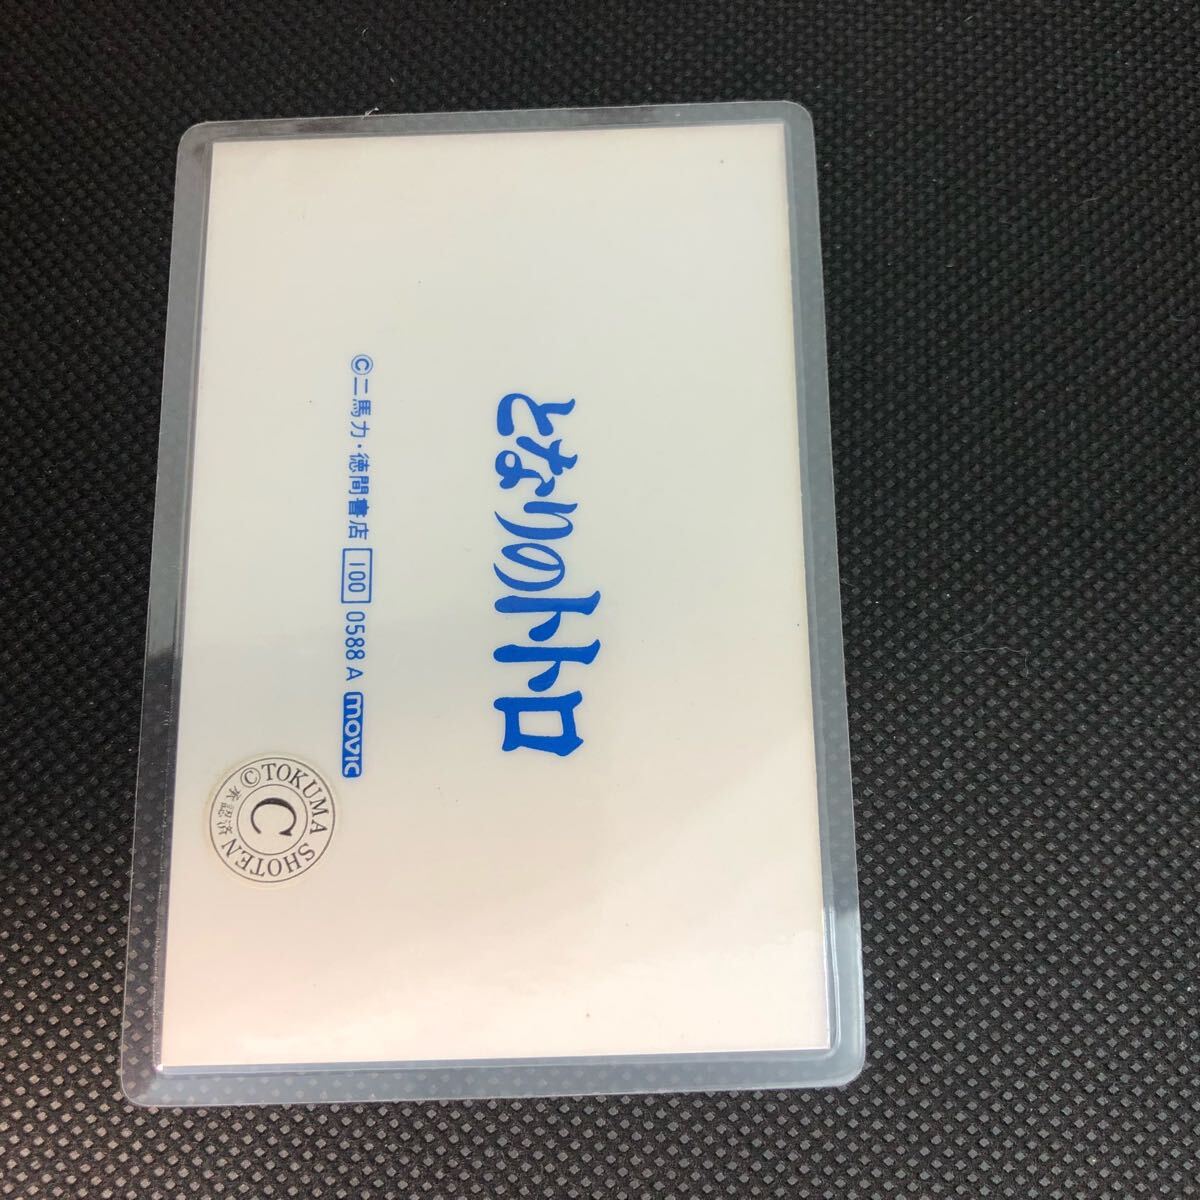 となりのトトロ
©二馬力・徳間書店 100 0588 A movic
©TOKUMA SHOTEN
C
承認済